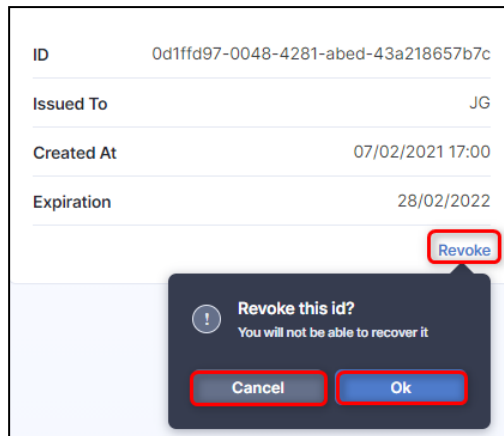 ID 0d1ffd97-0048-4281-abed-43a218657b7c
Issued To JG
Created At 07/02/2021 17:00
Expiration 28/02/2022
Revoke
Revoke this id?
You will not be able to recover it
Cancel Ok